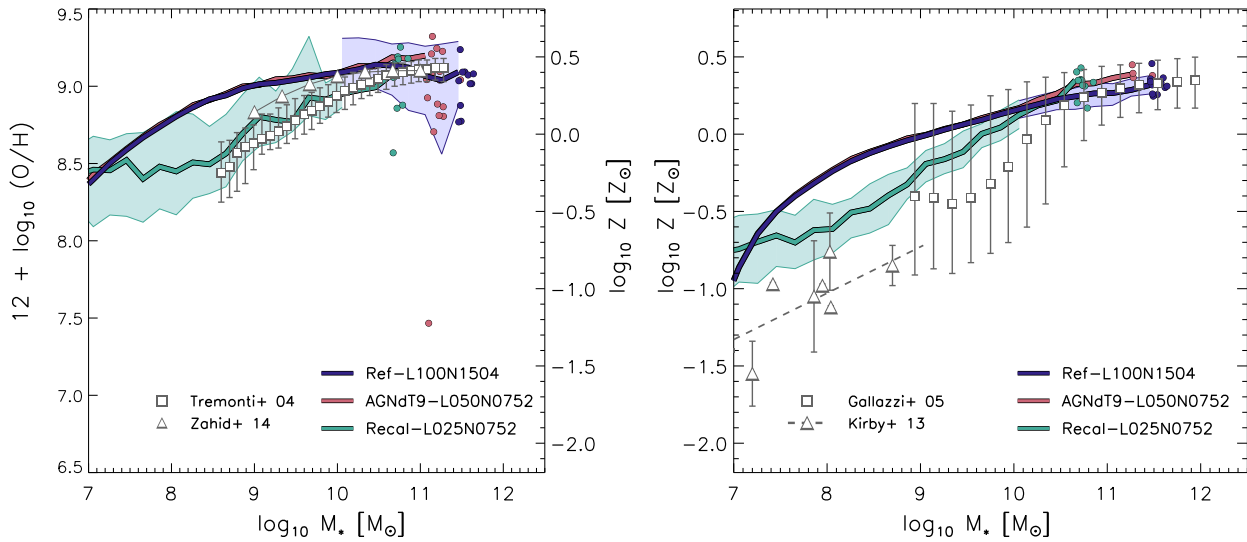 12 + log₁₀ (O/H)
9.5
9.0
8.5
8.0
7.5
7.0
6.5
0.5
0.0
−0.5
−1.0
−1.5
−2.0
log₁₀ Z [Z⊙]
Ref−L100N1504
AGNdT9−L050N0752
Recal−L025N0752
Tremonti+ 04
Zahid+ 14
7 8 9 10 11 12
log₁₀ M* [M⊙]
log₁₀ Z [Z⊙]
0.5
0.0
−0.5
−1.0
−1.5
−2.0
Ref−L100N1504
AGNdT9−L050N0752
Recal−L025N0752
Gallazzi+ 05
Kirby+ 13
7 8 9 10 11 12
log₁₀ M* [M⊙]